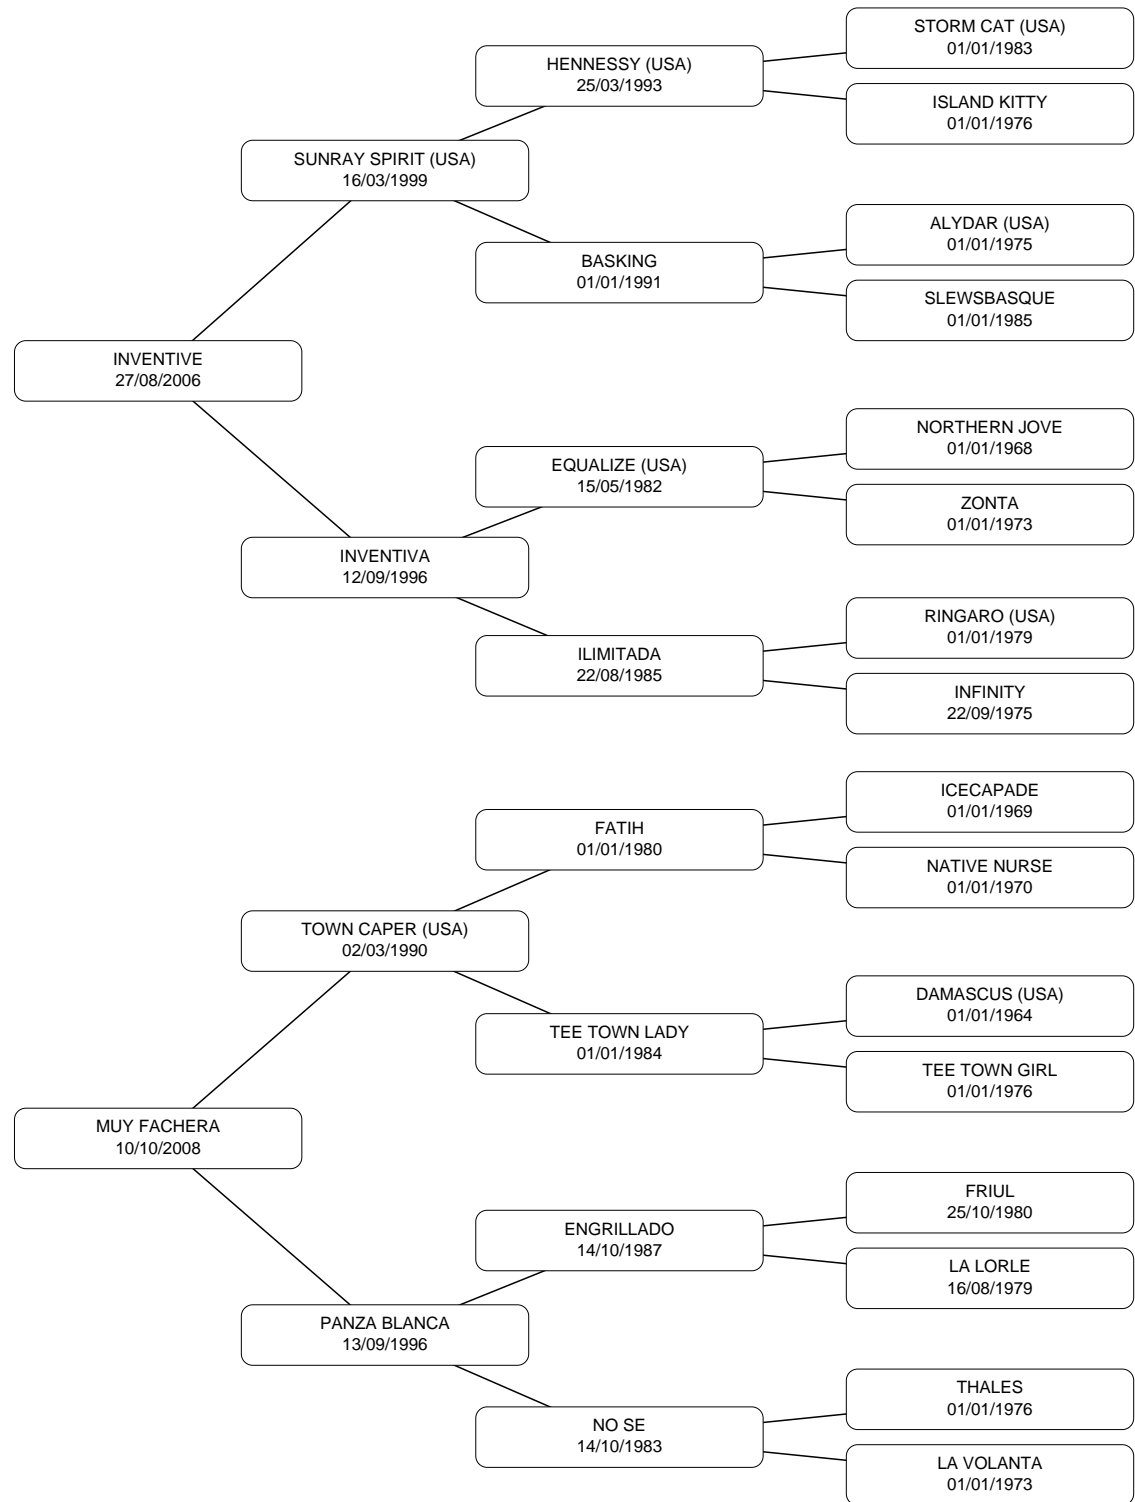 STORM CAT (USA)
01/01/1983
HENNESSY (USA)
25/03/1993
ISLAND KITTY
01/01/1976
SUNRAY SPIRIT (USA)
16/03/1999
ALYDAR (USA)
01/01/1975
BASKING
01/01/1991
SLEWSBASQUE
01/01/1985
INVENTIVE
27/08/2006
NORTHERN JOVE
01/01/1968
EQUALIZE (USA)
15/05/1982
ZONTA
01/01/1973
INVENTIVA
12/09/1996
RINGARO (USA)
01/01/1979
ILIMITADA
22/08/1985
INFINITY
22/09/1975
ICECAPADE
01/01/1969
FATIH
01/01/1980
NATIVE NURSE
01/01/1970
TOWN CAPER (USA)
02/03/1990
DAMASCUS (USA)
01/01/1964
TEE TOWN LADY
01/01/1984
TEE TOWN GIRL
01/01/1976
MUY FACHERA
10/10/2008
FRIUL
25/10/1980
ENGRILLADO
14/10/1987
LA LORLE
16/08/1979
PANZA BLANCA
13/09/1996
THALES
01/01/1976
NO SE
14/10/1983
LA VOLANTA
01/01/1973